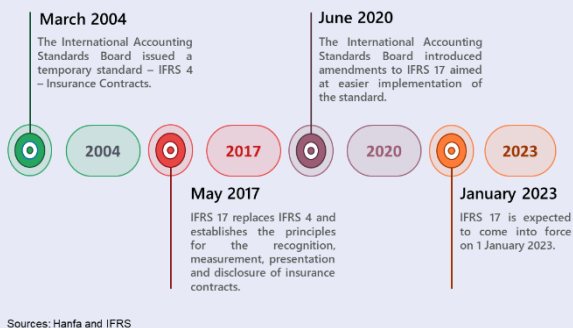 March 2004
The International Accounting
Standards Board issued a
temporary standard – IFRS 4
– Insurance Contracts.
June 2020
The International Accounting
Standards Board introduced
amendments to IFRS 17 aimed
at easier implementation of
the standard.
2004
2017
2020
2023
May 2017
IFRS 17 replaces IFRS 4 and
establishes the principles
for the recognition,
measurement, presentation
and disclosure of insurance
contracts.
January 2023
IFRS 17 is expected
to come into force
on 1 January 2023.
Sources: Hanfa and IFRS